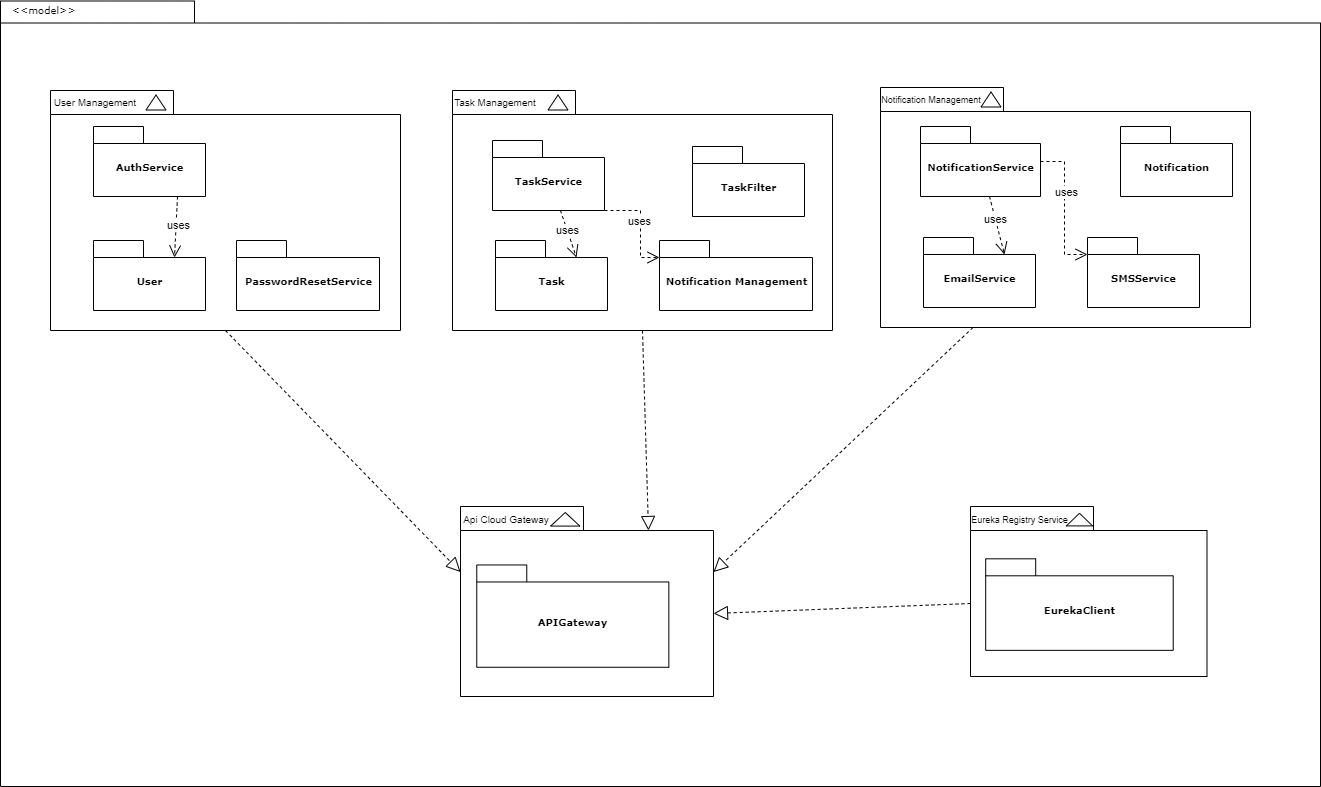 <<model>>
User Management
AuthService
uses
User
PasswordResetService
Task Management
TaskService
TaskFilter
uses
uses
Task
Notification Management
Notification Management
NotificationService
Notification
uses
uses
EmailService
SMSService
Api Cloud Gateway
APIGateway
Eureka Registry Service
EurekaClient